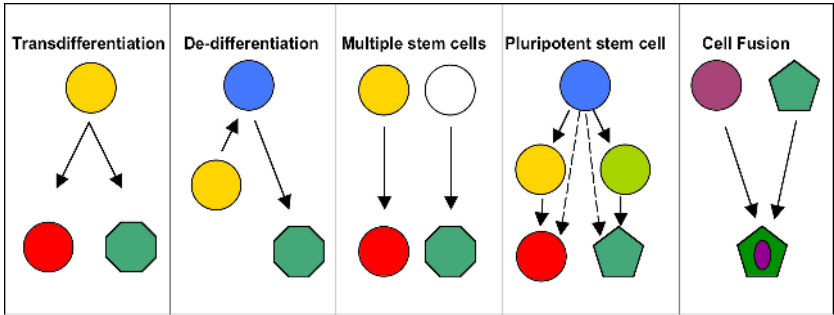 Transdifferentiation
De-differentiation
Multiple stem cells
Pluripotent stem cell
Cell Fusion